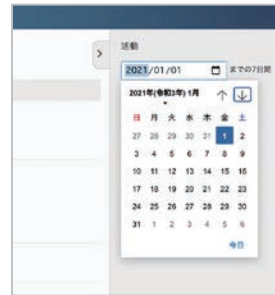 活動
2021/01/01 までの7日間
2021年(令和3年) 1月
日 月 火 水 木 金 土
27 28 29 30 31 1 2
3 4 5 6 7 8 9
10 11 12 13 14 15 16
17 18 19 20 21 22 23
24 25 26 27 28 29 30
31 1 2 3 4 5 6
今日